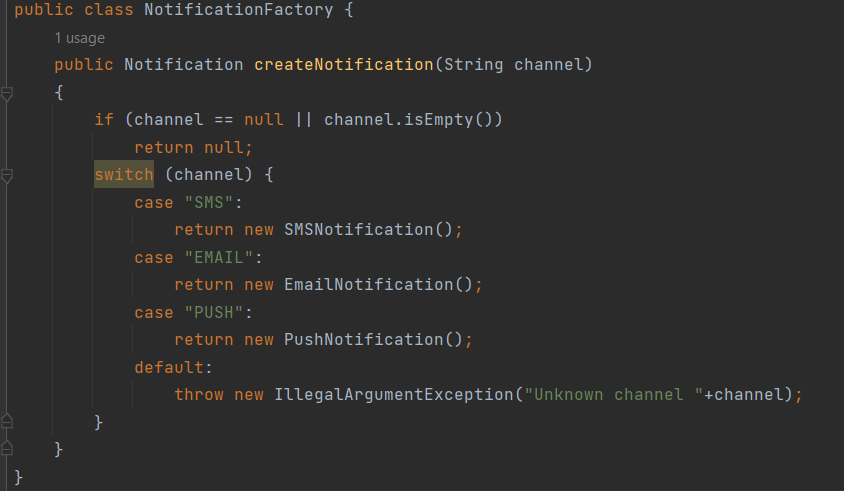 public class NotificationFactory {
1 usage
public Notification createNotification(String channel)
{
if (channel == null || channel.isEmpty())
return null;
switch (channel) {
case "SMS":
return new SMSNotification();
case "EMAIL":
return new EmailNotification();
case "PUSH":
return new PushNotification();
default:
throw new IllegalArgumentException("Unknown channel "+channel);
}
}
}